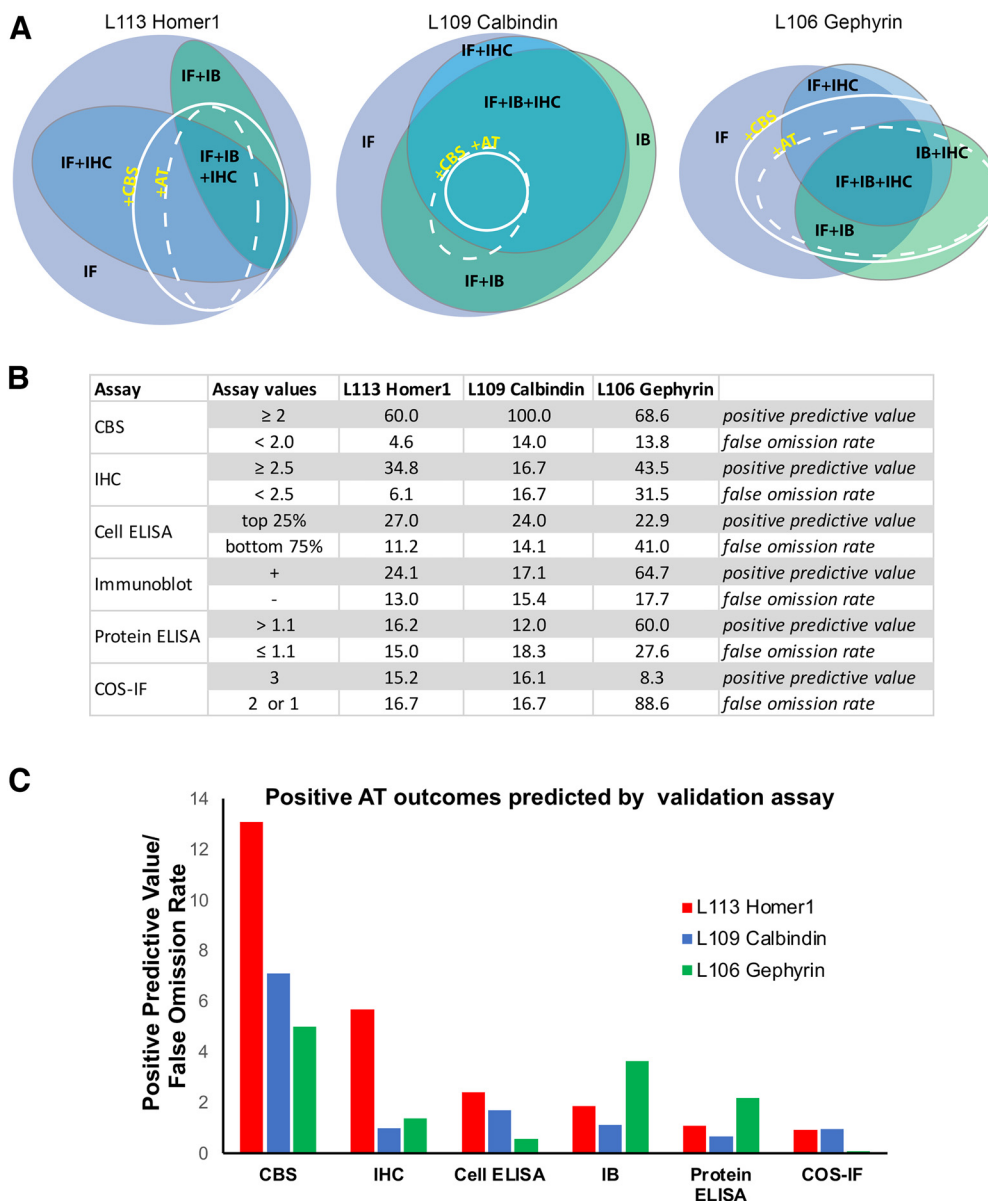 A
L113 Homer1
L109 Calbindin
L106 Gephyrin
IF+IB
IF+IHC
+CBS
+AT
IF+IB
+IHC
IF
IF+IHC
IF+IB+IHC
IF
IB
+CBS
+AT
IF+IB
IF+IHC
IF
+CBS
+AT
IB+IHC
IF+IB+IHC
IF+IB
B
Assay Assay values L113 Homer1 L109 Calbindin L106 Gephyrin
CBS ≥ 2 60.0 100.0 68.6 positive predictive value
< 2.0 4.6 14.0 13.8 false omission rate
IHC ≥ 2.5 34.8 16.7 43.5 positive predictive value
< 2.5 6.1 16.7 31.5 false omission rate
Cell ELISA top 25% 27.0 24.0 22.9 positive predictive value
bottom 75% 11.2 14.1 41.0 false omission rate
Immunoblot + 24.1 17.1 64.7 positive predictive value
- 13.0 15.4 17.7 false omission rate
Protein ELISA > 1.1 16.2 12.0 60.0 positive predictive value
≤ 1.1 15.0 18.3 27.6 false omission rate
COS-IF 3 15.2 16.1 8.3 positive predictive value
2 or 1 16.7 16.7 88.6 false omission rate
C
Positive AT outcomes predicted by validation assay
Positive Predictive Value/
False Omission Rate
14
12
10
8
6
4
2
0
L113 Homer1
L109 Calbindin
L106 Gephyrin
CBS IHC Cell ELISA IB Protein COS-IF
ELISA